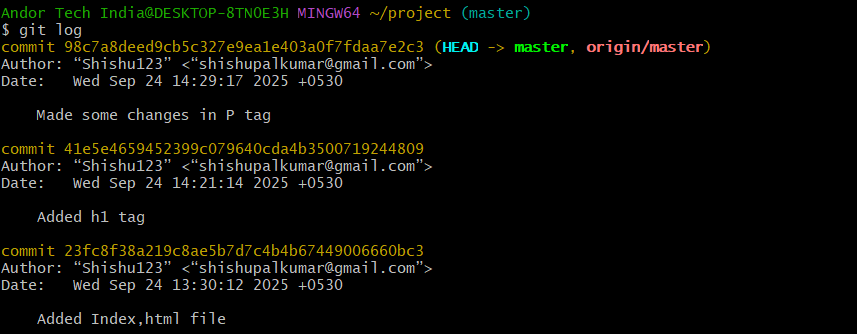 Andor Tech India@DESKTOP-8TNOE3H MINGW64 ~/project (master)
$ git log
commit 98c7a8deed9cb5c327e9ea1e403a0f7fdaa7e2c3 (HEAD -> master, origin/master)
Author: “Shishu123” <“shishupalkumar@gmail.com”>
Date:   Wed Sep 24 14:29:17 2025 +0530
    Made some changes in P tag
commit 41e5e4659452399c079640cda4b3500719244809
Author: “Shishu123” <“shishupalkumar@gmail.com”>
Date:   Wed Sep 24 14:21:14 2025 +0530
    Added h1 tag
commit 23fc8f38a219c8ae5b7d7c4b4b67449006660bc3
Author: “Shishu123” <“shishupalkumar@gmail.com”>
Date:   Wed Sep 24 13:30:12 2025 +0530
    Added Index,html file